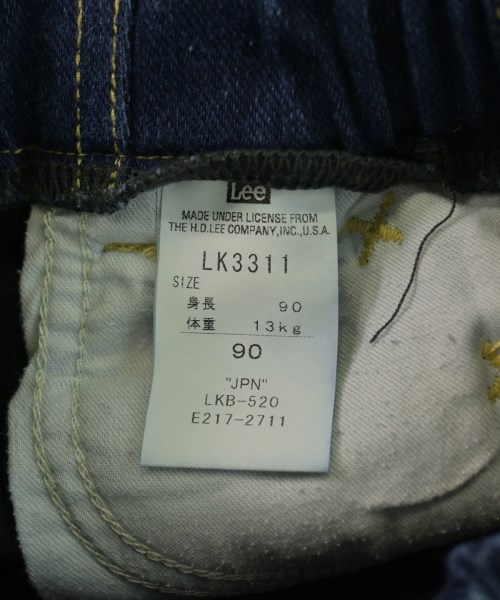 Lee
MADE UNDER LICENSE FROM
THE H.D.LEE COMPANY,INC.,U.S.A.
LK3311
SIZE
身長 90
体重 13kg
90
"JPN"
LKB-520
E217-2711